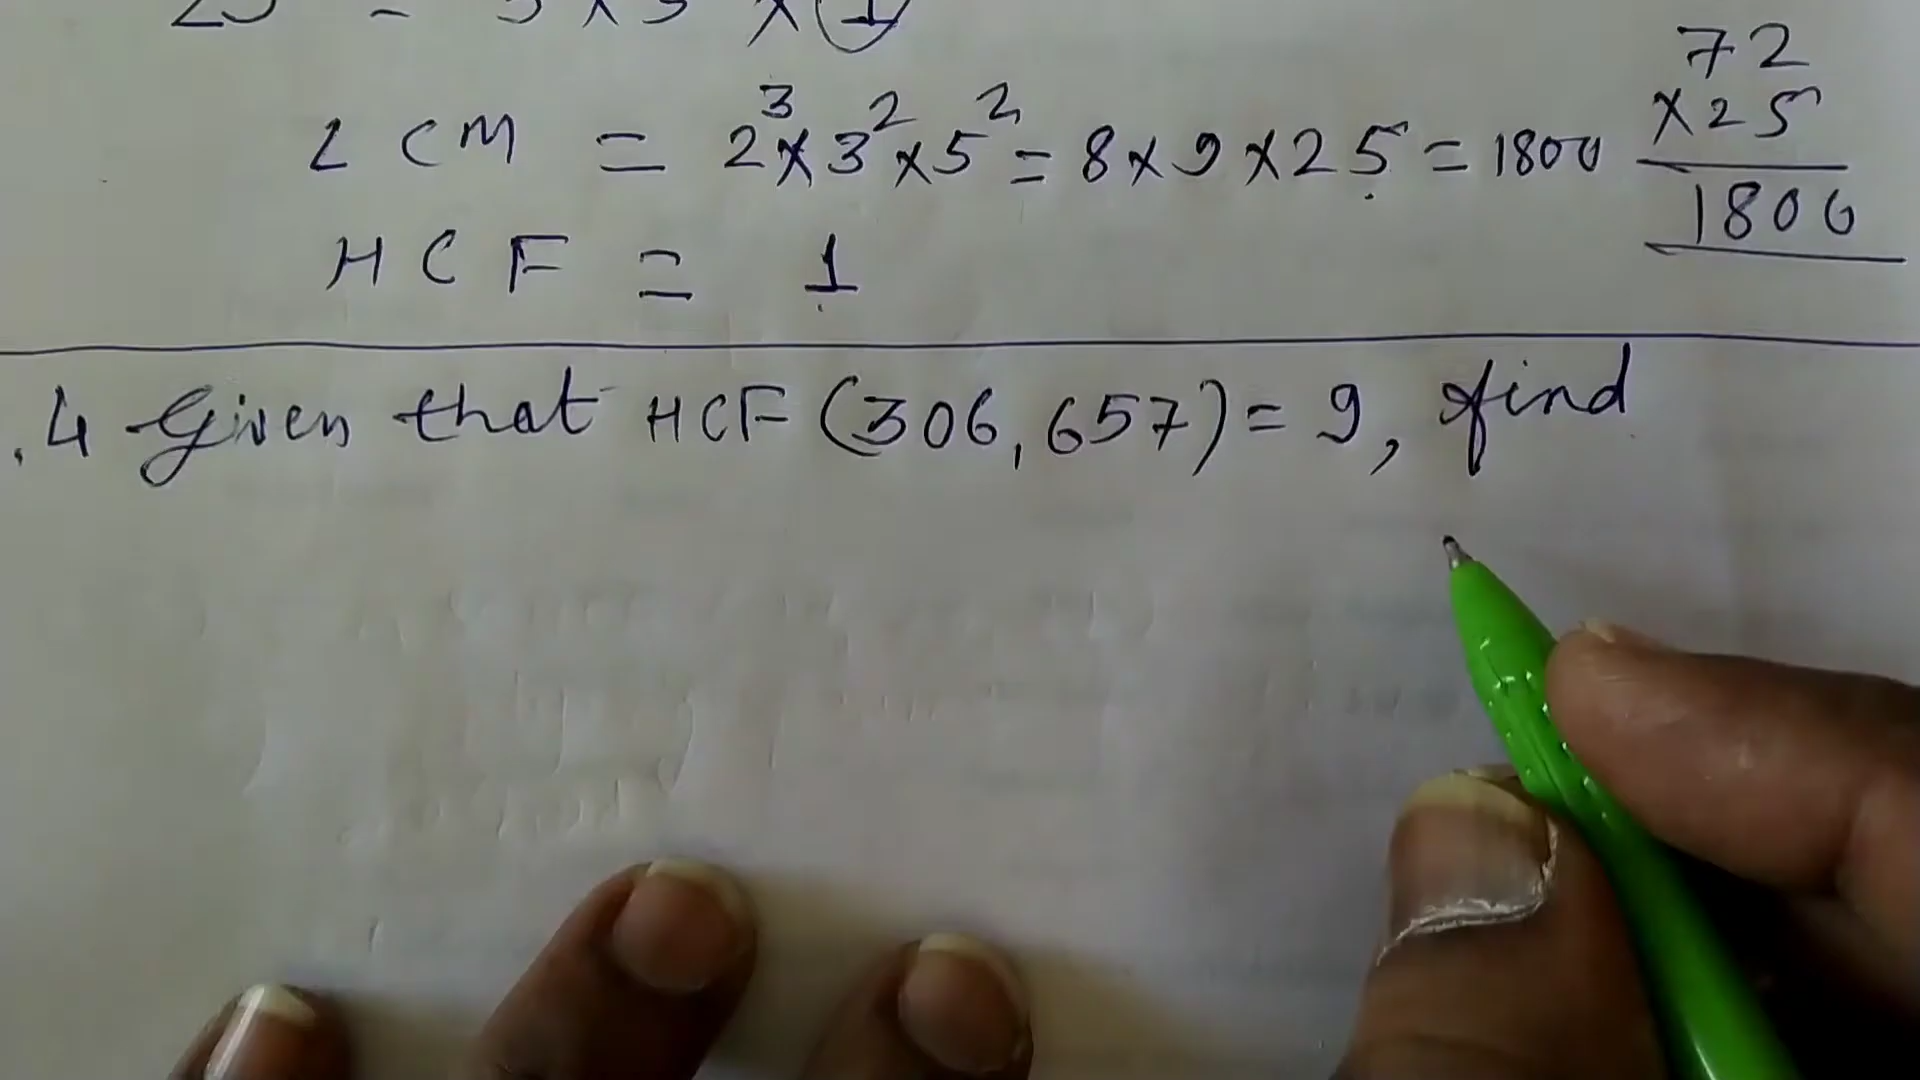 72
×25
LCM = 2³×3²×5² = 8×9×25 = 1800
1800
HCF = 1
.4 Given that HCF (306, 657) = 9, find